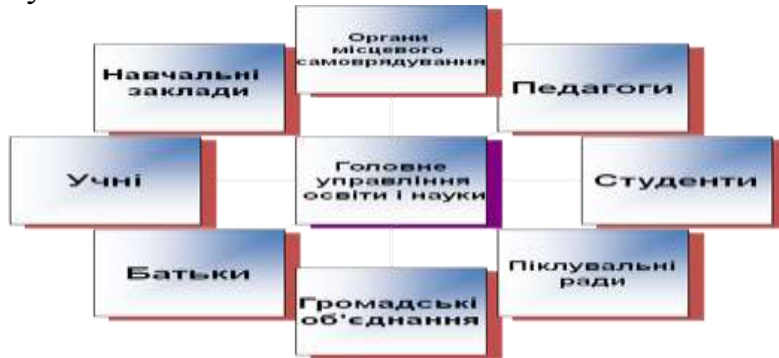 Органи
місцевого
самоврядування
Навчальні
заклади
Педагоги
Учні
Головне
управління
освіти і науки
Студенти
Батьки
Громадські
об'єднання
Піклувальні
ради